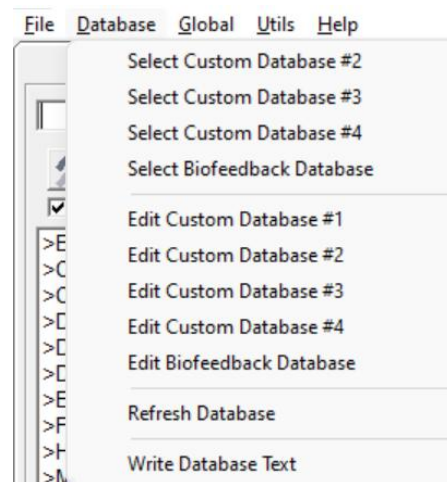 File Database Global Utils Help
Select Custom Database #2
Select Custom Database #3
Select Custom Database #4
Select Biofeedback Database
Edit Custom Database #1
Edit Custom Database #2
Edit Custom Database #3
Edit Custom Database #4
Edit Biofeedback Database
Refresh Database
Write Database Text
>E
>C
>C
>D
>D
>D
>E
>F
>H
>M